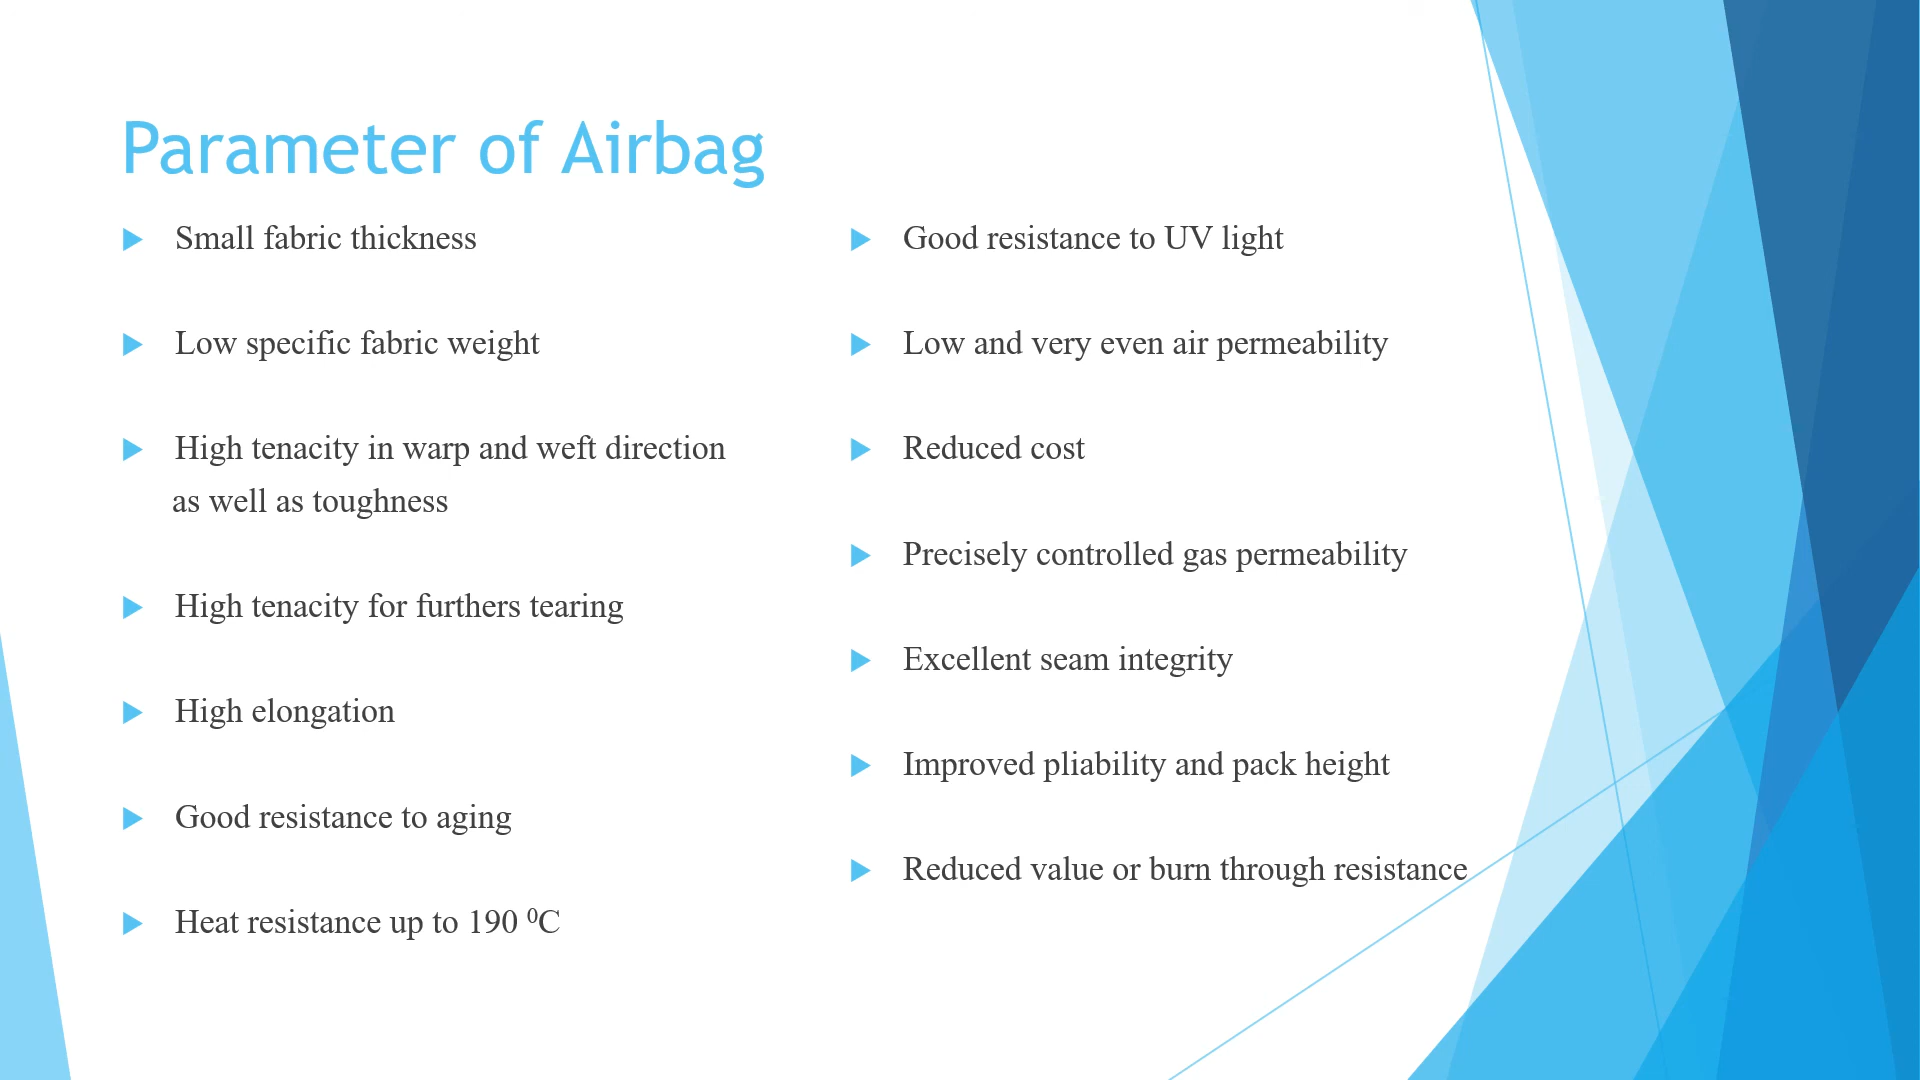 Parameter of Airbag
Small fabric thickness
Low specific fabric weight
High tenacity in warp and weft direction
as well as toughness
High tenacity for furthers tearing
High elongation
Good resistance to aging
Heat resistance up to 190 ⁰C
Good resistance to UV light
Low and very even air permeability
Reduced cost
Precisely controlled gas permeability
Excellent seam integrity
Improved pliability and pack height
Reduced value or burn through resistance